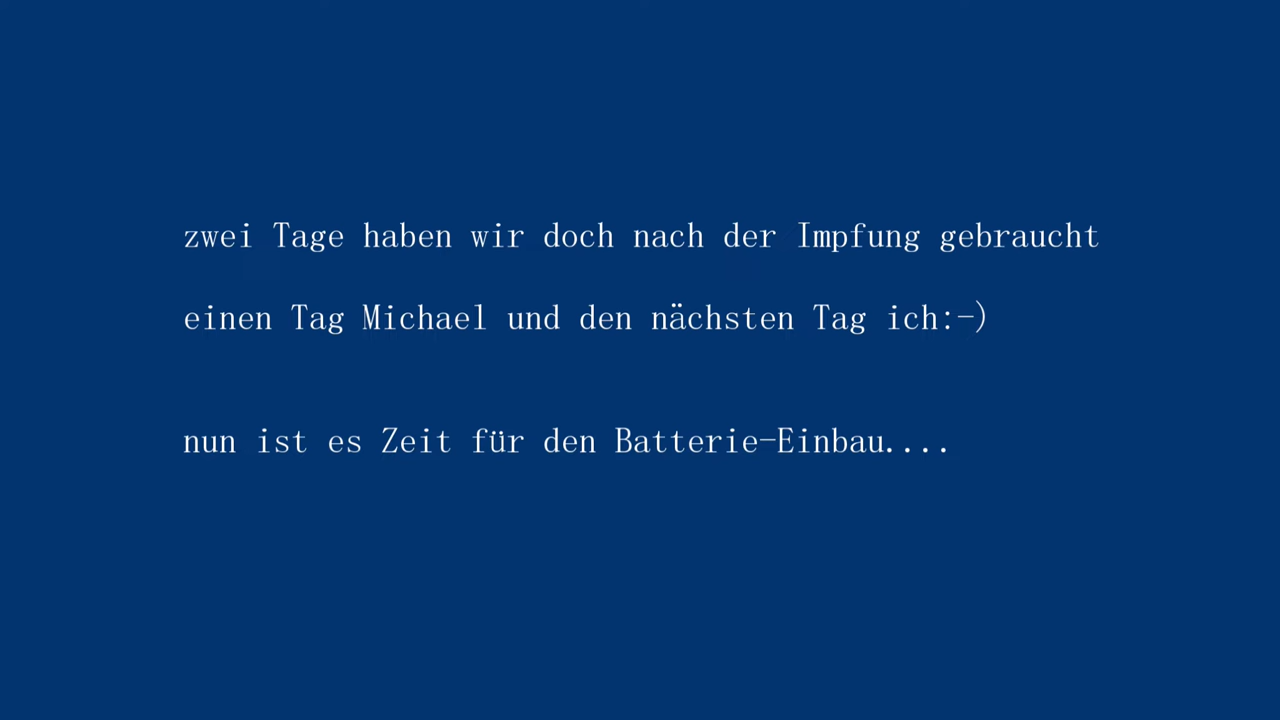 zwei Tage haben wir doch nach der Impfung gebraucht
einen Tag Michael und den nächsten Tag ich:-)
nun ist es Zeit für den Batterie-Einbau....